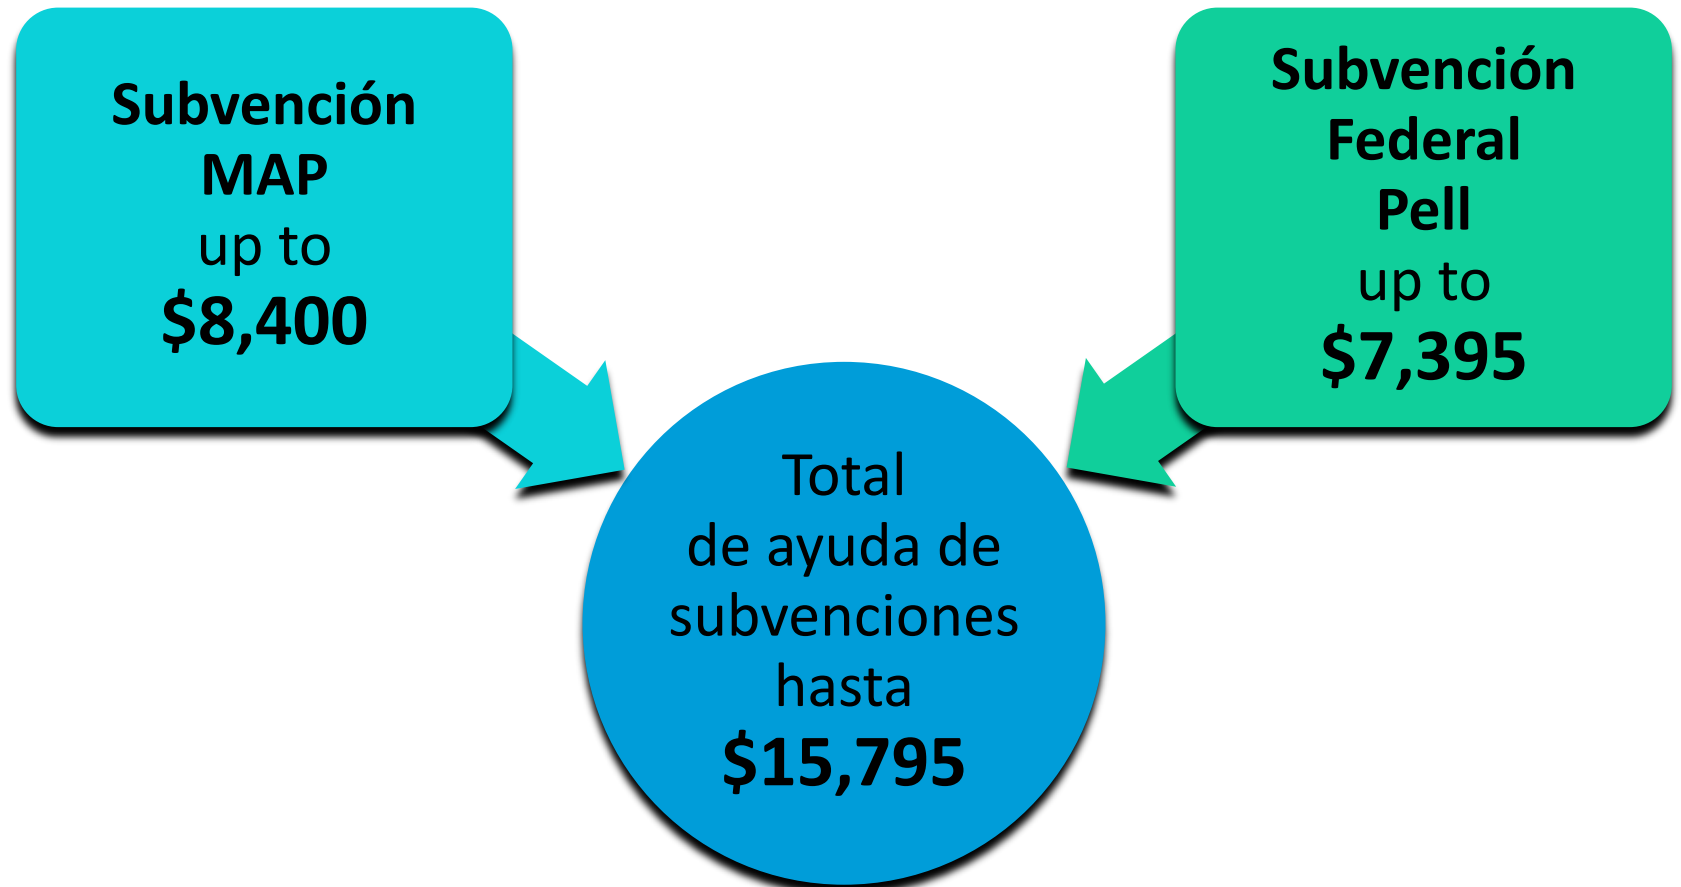 Subvención
MAP
up to
$8,400
Subvención
Federal
Pell
up to
$7,395
Total
de ayuda de
subvenciones
hasta
$15,795